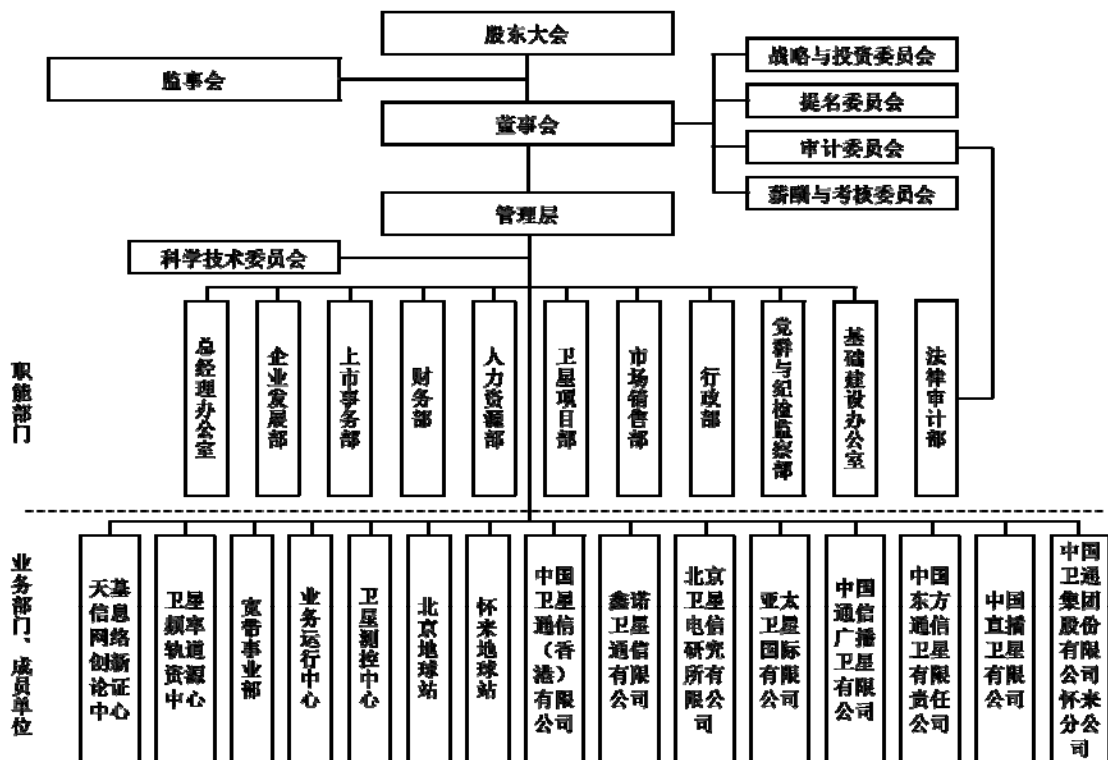 股东大会
监事会
战略与投资委员会
提名委员会
董事会
审计委员会
薪酬与考核委员会
管理层
科学技术委员会
职能部门
总经理办公室
企业发展部
上市事务部
财务部
人力资源部
卫星项目部
市场销售部
行政部
党群与纪检监察部
基础建设办公室
法律审计部
业务部门、成员单位
天基信息网络创新论证中心
卫星频率轨道资源中心
宽带事业部
业务运行中心
卫星测控中心
北京地球站
怀来地球站
中国卫星通信（香港）有限公司
鑫诺卫星通信有限公司
北京卫星电信研究所有限公司
亚太卫星国际有限公司
中国通信广播卫星有限公司
中国东方通信卫星有限责任公司
中国直播卫星有限公司
中国卫通集团股份有限公司怀来分公司